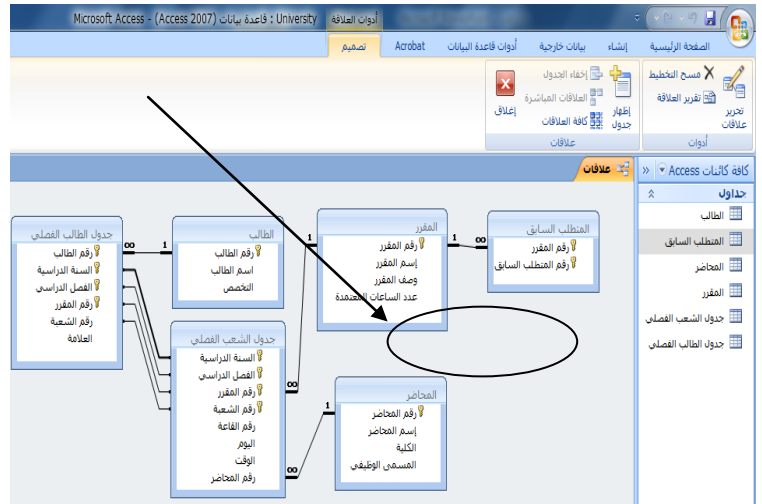 أدوات العلاقة
University : قاعدة بيانات (Access 2007) - Microsoft Access
الصفحة الرئيسية
إنشاء
بيانات خارجية
أدوات قاعدة البيانات
Acrobat
تصميم
تحرير علاقات
مسح التخطيط
تقرير العلاقة
أدوات
إظهار جدول
إخفاء الجدول
العلاقات المباشرة
كافة العلاقات
إغلاق
علاقات
كافة كائنات Access
جداول
الطالب
المتطلب السابق
المحاضر
المقرر
جدول الشعب الفصلي
جدول الطالب الفصلي
علاقات
المتطلب السابق
رقم المقرر
رقم المتطلب السابق
∞
1
المقرر
رقم المقرر
إسم المقرر
وصف المقرر
عدد الساعات المعتمدة
1
الطالب
رقم الطالب
اسم الطالب
التخصص
1
∞
جدول الطالب الفصلي
رقم الطالب
السنة الدراسية
الفصل الدراسي
رقم المقرر
رقم الشعبة
العلامة
جدول الشعب الفصلي
السنة الدراسية
الفصل الدراسي
رقم المقرر
رقم الشعبة
رقم القاعة
اليوم
الوقت
رقم المحاضر
∞
∞
المحاضر
رقم المحاضر
إسم المحاضر
الكلية
المسمى الوظيفي
1